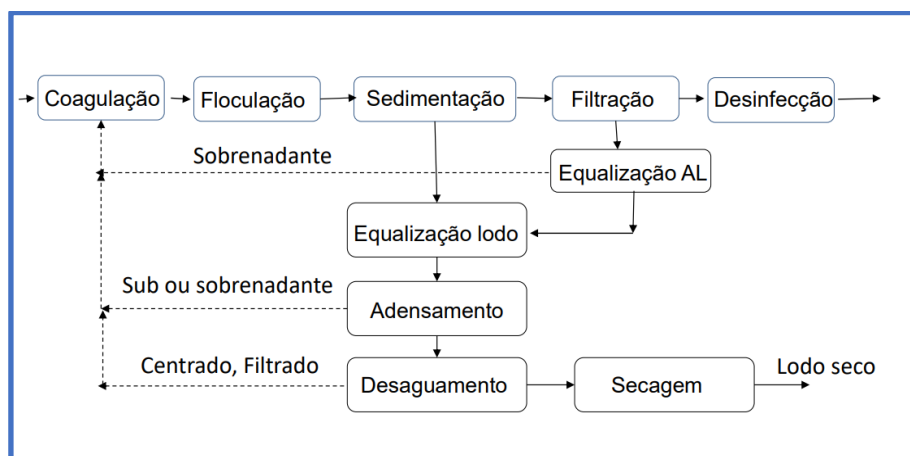 Coagulação
Floculação
Sedimentação
Filtração
Desinfecção
Sobrenadante
Equalização AL
Equalização lodo
Sub ou sobrenadante
Adensamento
Centrado, Filtrado
Desaguamento
Secagem
Lodo seco